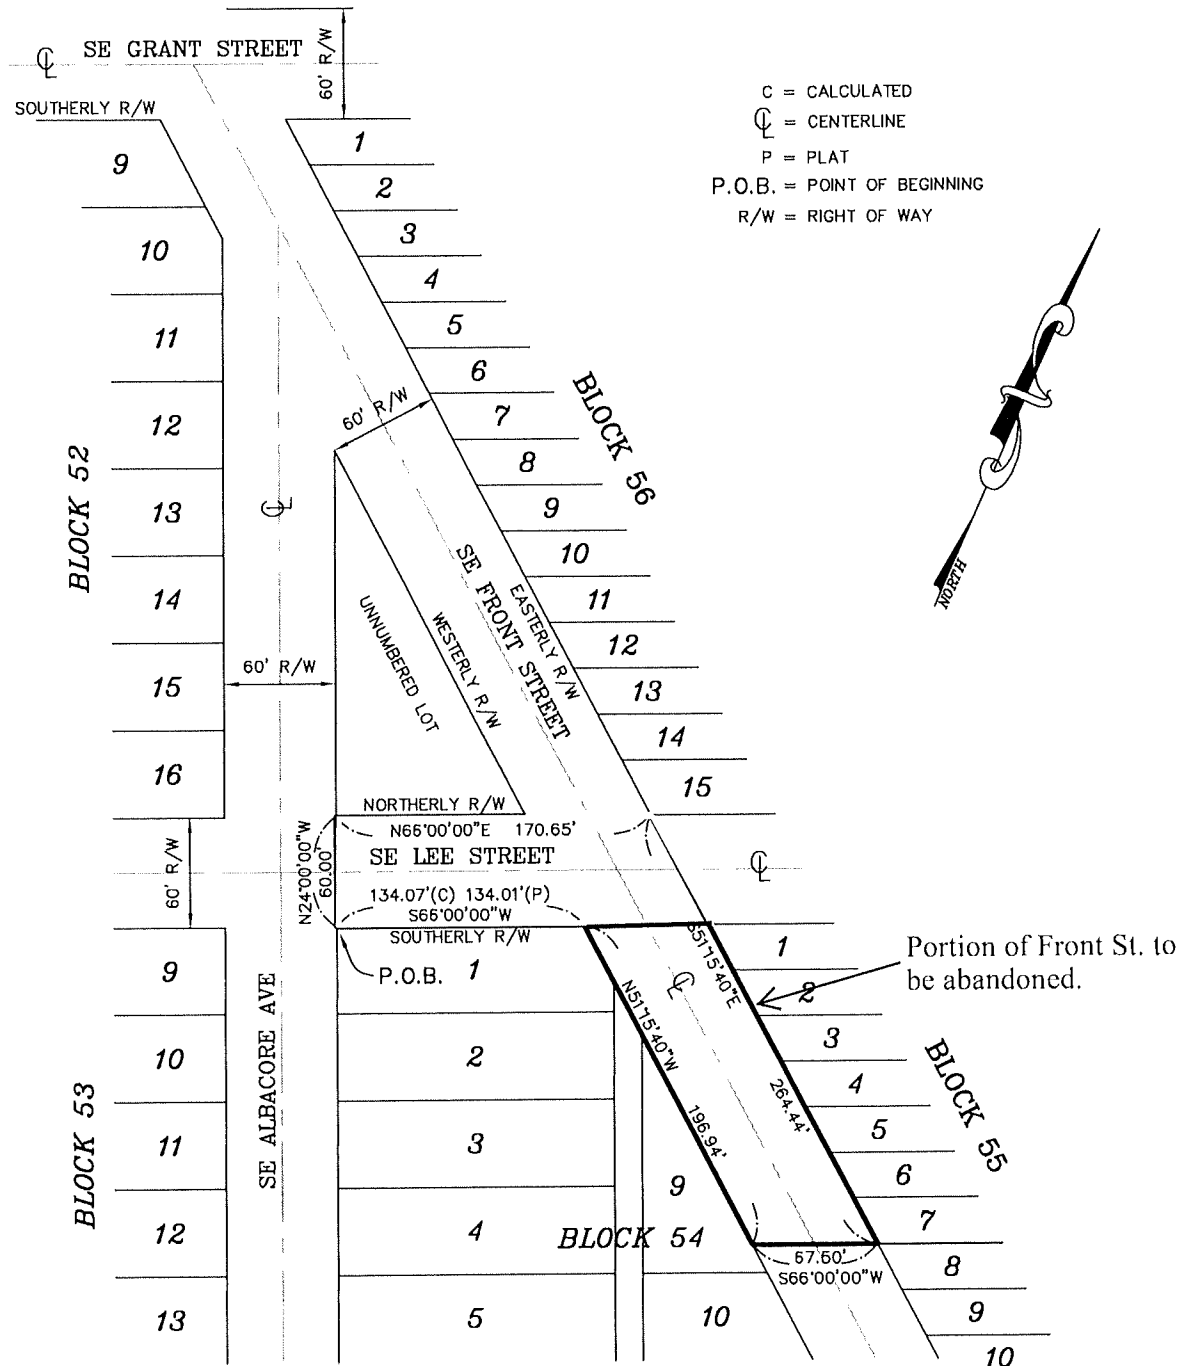 SE GRANT STREET
60' R/W
SOUTHERLY R/W
C = CALCULATED
℄ = CENTERLINE
P = PLAT
P.O.B. = POINT OF BEGINNING
R/W = RIGHT OF WAY
NORTH
BLOCK 52
9
10
11
12
13
14
15
16
BLOCK 56
1
2
3
4
5
6
7
8
9
10
11
12
13
14
15
60' R/W
SE FRONT STREET
EASTERLY R/W
WESTERLY R/W
UNNUMBERED LOT
60' R/W
NORTHERLY R/W
N66°00'00"E 170.65'
SE LEE STREET
N24°00'00"W
60.00'
60' R/W
134.07'(C) 134.01'(P)
S66°00'00"W
SOUTHERLY R/W
P.O.B.
SE ALBACORE AVE
BLOCK 53
9
10
11
12
13
1
2
3
4
5
BLOCK 54
9
10
S51°15'40"E
264.44'
N51°15'40"W
196.94'
67.60'
S66°00'00"W
Portion of Front St. to
be abandoned.
BLOCK 55
1
2
3
4
5
6
7
8
9
10